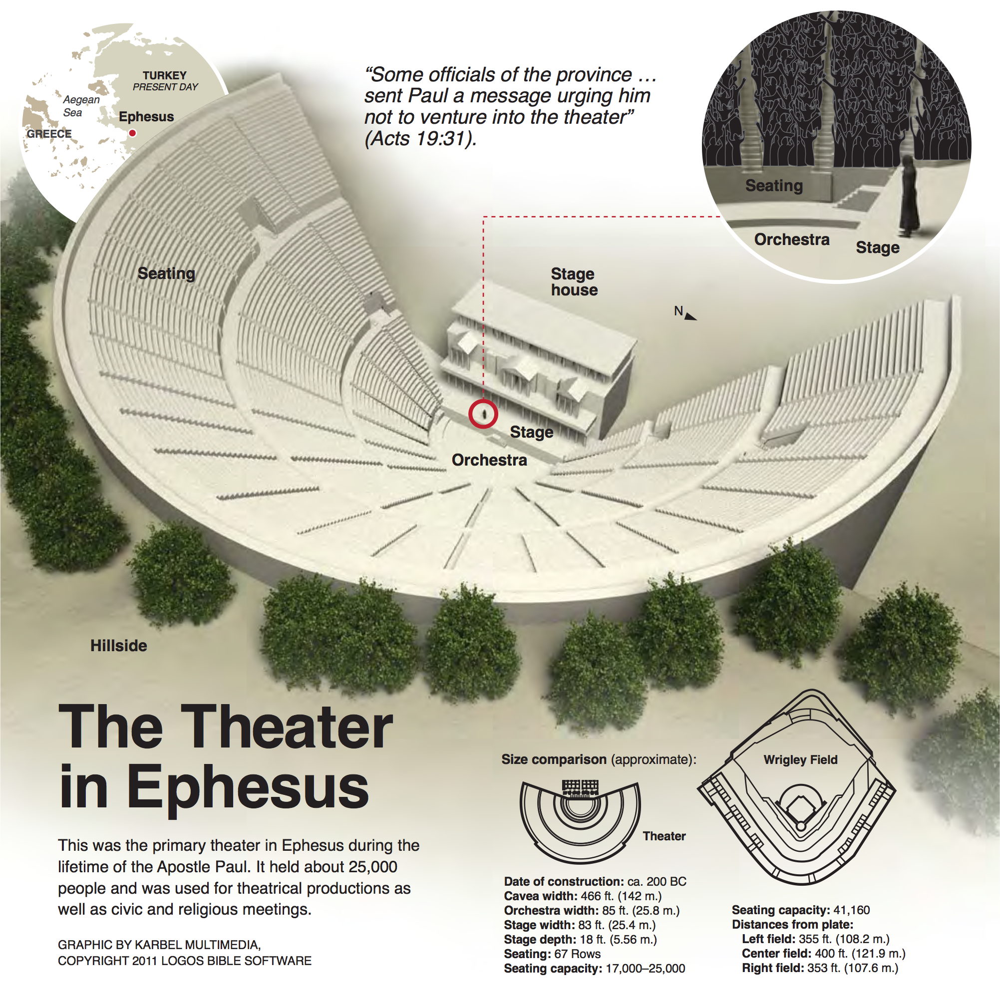 TURKEY
PRESENT DAY
Aegean
Sea
Ephesus
GREECE
“Some officials of the province …
sent Paul a message urging him
not to venture into the theater”
(Acts 19:31).
Seating
Orchestra
Stage
Seating
Stage
house
N
Stage
Orchestra
Hillside
The Theater
in Ephesus
This was the primary theater in Ephesus during the
lifetime of the Apostle Paul. It held about 25,000
people and was used for theatrical productions as
well as civic and religious meetings.
GRAPHIC BY KARBEL MULTIMEDIA,
COPYRIGHT 2011 LOGOS BIBLE SOFTWARE
Size comparison (approximate):
Theater
Date of construction: ca. 200 BC
Cavea width: 466 ft. (142 m.)
Orchestra width: 85 ft. (25.8 m.)
Stage width: 83 ft. (25.4 m.)
Stage depth: 18 ft. (5.56 m.)
Seating: 67 Rows
Seating capacity: 17,000–25,000
Wrigley Field
Seating capacity: 41,160
Distances from plate:
Left field: 355 ft. (108.2 m.)
Center field: 400 ft. (121.9 m.)
Right field: 353 ft. (107.6 m.)